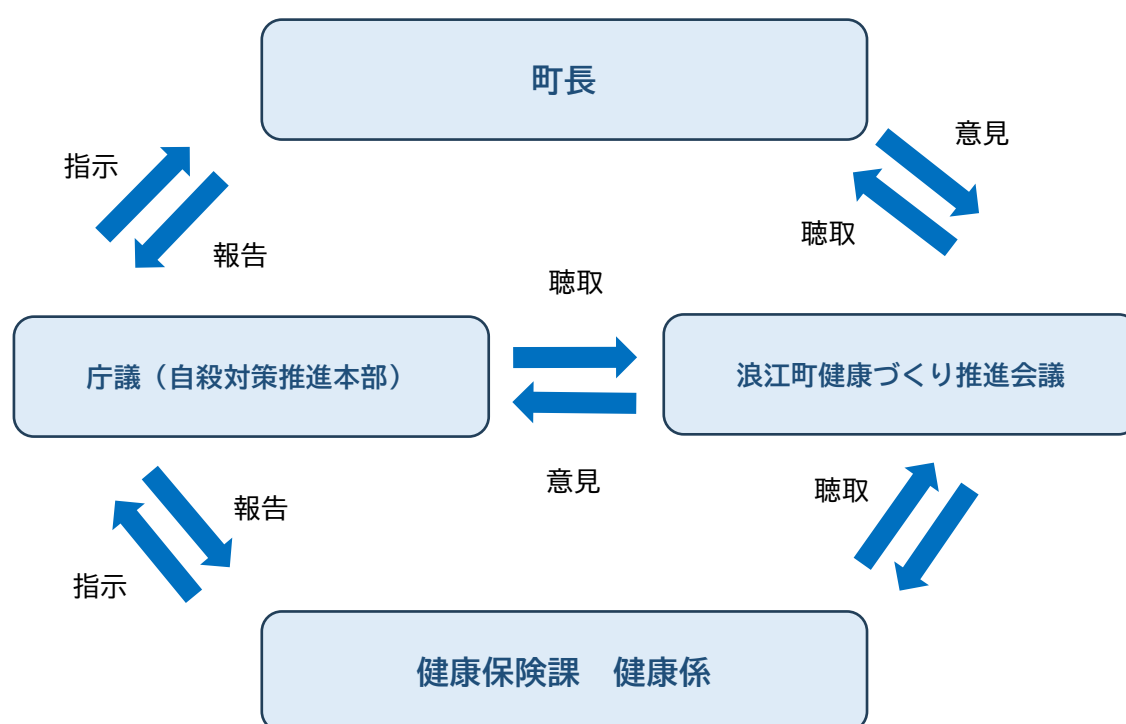 町長
指示
意見
聴取
報告
聴取
庁議（自殺対策推進本部）
浪江町健康づくり推進会議
意見
聴取
報告
指示
健康保険課　健康係